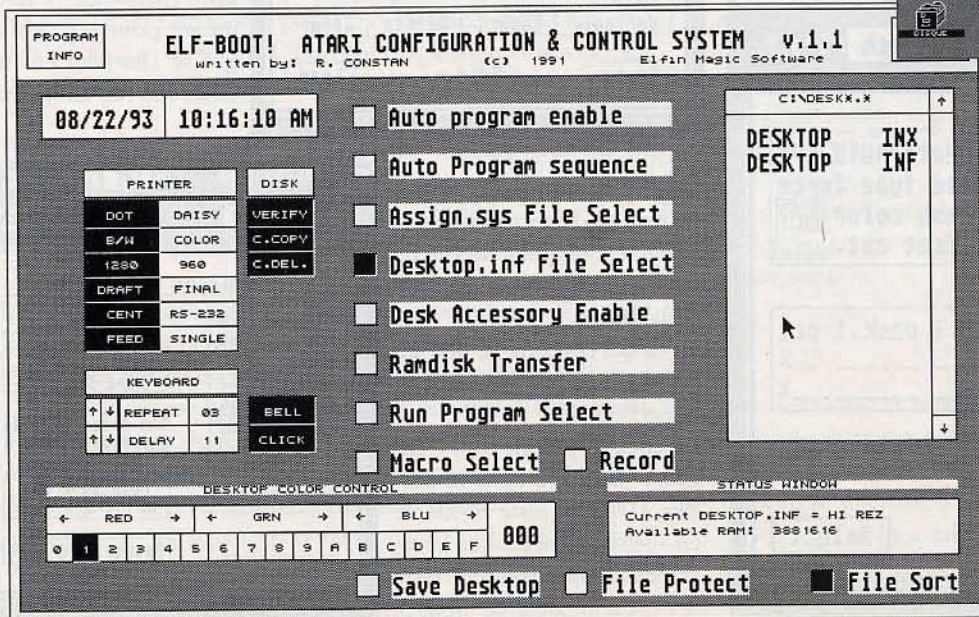 PROGRAM INFO
ELF-BOOT! ATARI CONFIGURATION & CONTROL SYSTEM v.1.1
written by: R. CONSTAN (c) 1991 Elfin Magic Software
DISQUE
08/22/93 10:16:10 AM
PRINTER DISK
DOT DAISY VERIFY
B/W COLOR C.COPY
1280 960 C.DEL.
DRAFT FINAL
CENT RS-232
FEED SINGLE
KEYBOARD
↑ ↓ REPEAT 03 BELL
↑ ↓ DELAY 11 CLICK
Auto program enable
Auto Program sequence
Assign.sys File Select
Desktop.inf File Select
Desk Accessory Enable
Ramdisk Transfer
Run Program Select
Macro Select Record
C:\DESK*.* ↑
DESKTOP INX
DESKTOP INF
↓
DESKTOP COLOR CONTROL
← RED → ← GRN → ← BLU →
0 1 2 3 4 5 6 7 8 9 A B C D E F
000
STATUS WINDOW
Current DESKTOP.INF = HI REZ
Available RAM: 3881616
Save Desktop File Protect File Sort